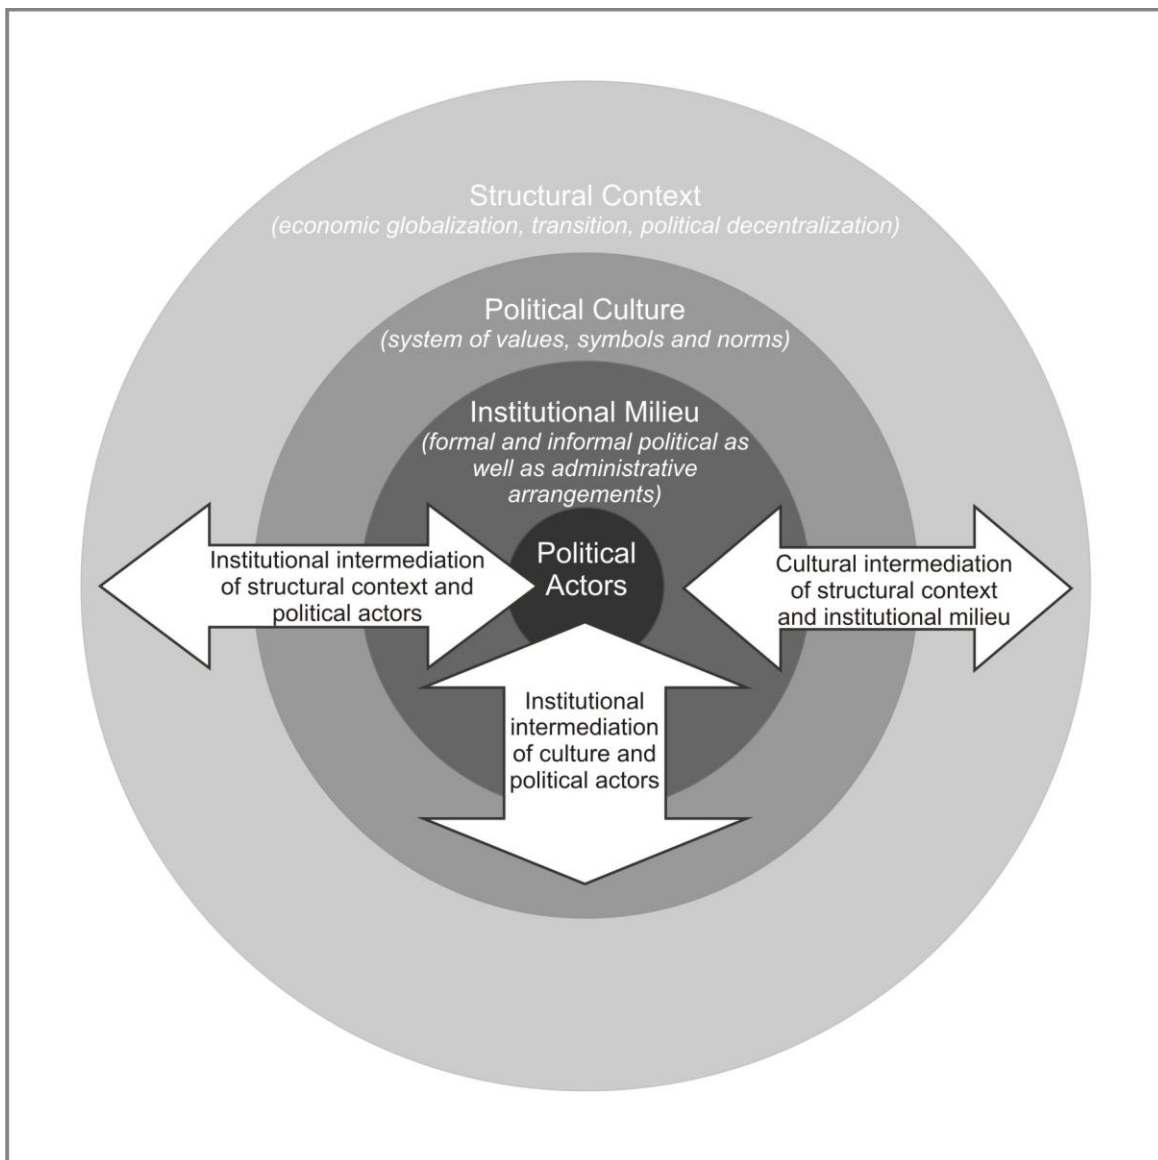 Structural Context
(economic globalization, transition, political decentralization)
Political Culture
(system of values, symbols and norms)
Institutional Milieu
(formal and informal political as
well as administrative
arrangements)
Political
Actors
Institutional intermediation
of structural context and
political actors
Cultural intermediation
of structural context
and institutional milieu
Institutional
intermediation
of culture and
political actors